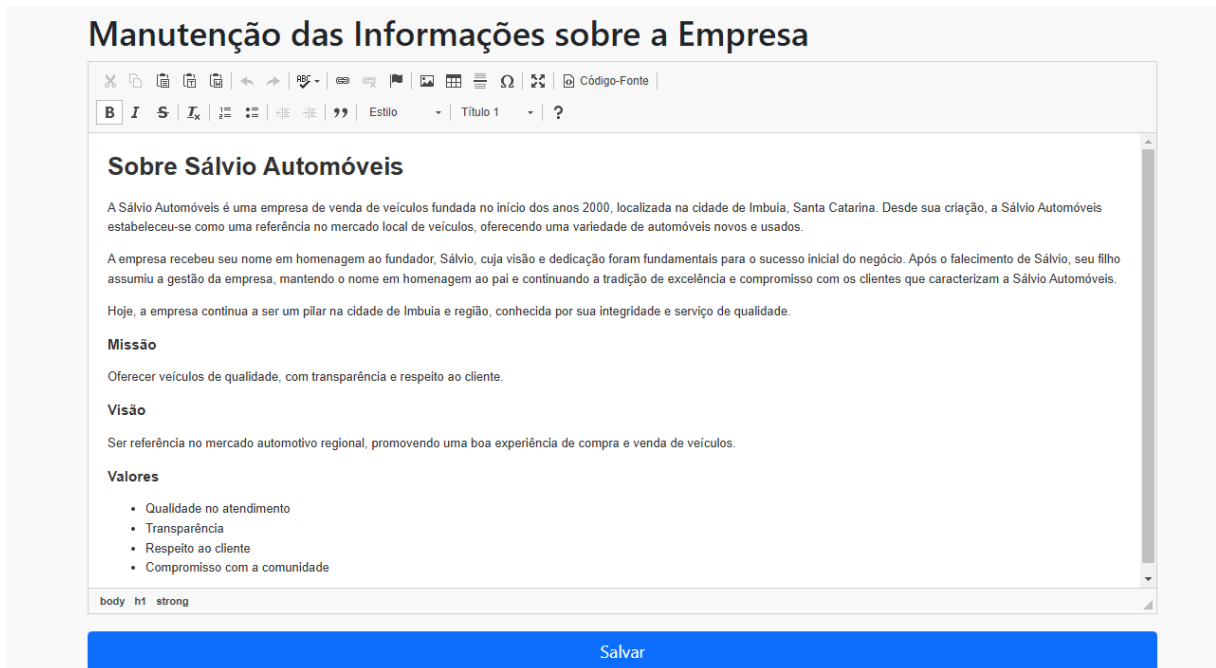 Manutenção das Informações sobre a Empresa
Código-Fonte
B I S Ix Estilo Título 1 ?
Sobre Sálvio Automóveis
A Sálvio Automóveis é uma empresa de venda de veículos fundada no início dos anos 2000, localizada na cidade de Imbuia, Santa Catarina. Desde sua criação, a Sálvio Automóveis
estabeleceu-se como uma referência no mercado local de veículos, oferecendo uma variedade de automóveis novos e usados.
A empresa recebeu seu nome em homenagem ao fundador, Sálvio, cuja visão e dedicação foram fundamentais para o sucesso inicial do negócio. Após o falecimento de Sálvio, seu filho
assumiu a gestão da empresa, mantendo o nome em homenagem ao pai e continuando a tradição de excelência e compromisso com os clientes que caracterizam a Sálvio Automóveis.
Hoje, a empresa continua a ser um pilar na cidade de Imbuia e região, conhecida por sua integridade e serviço de qualidade.
Missão
Oferecer veículos de qualidade, com transparência e respeito ao cliente.
Visão
Ser referência no mercado automotivo regional, promovendo uma boa experiência de compra e venda de veículos.
Valores
• Qualidade no atendimento
• Transparência
• Respeito ao cliente
• Compromisso com a comunidade
body h1 strong
Salvar